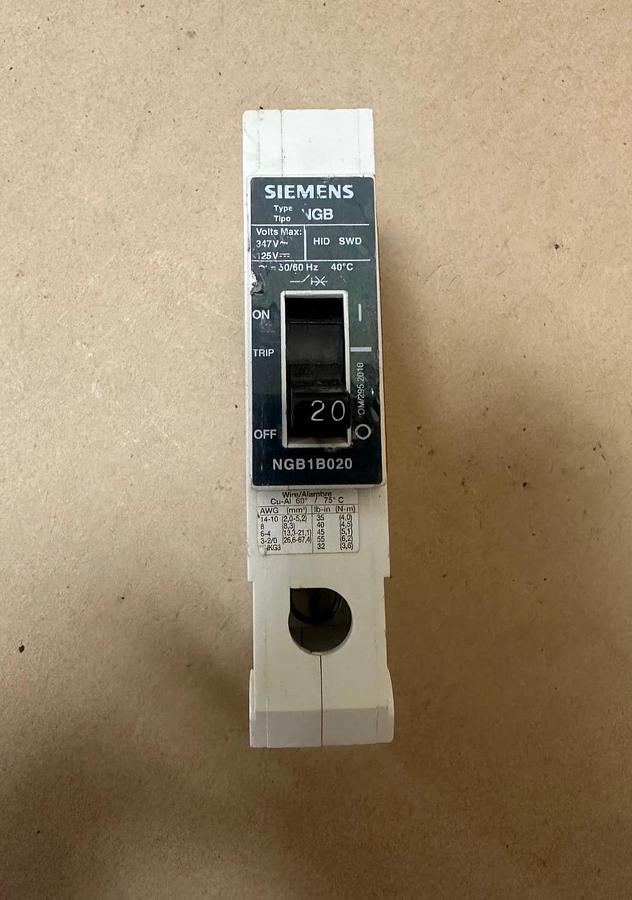 SIEMENS
Type
Tipo NGB
Volts Max:
347V~ HID SWD
125V
50/60 Hz 40°C
ON I
TRIP
20
OM/295 2010
OFF O
NGB1B020
Wire/Alambre
Cu-Al 60° / 75° C
AWG (mm²) lb-in (N-m)
14-10 (2,0-5,2) 35 (4,0)
8 (8,3) 40 (4,5)
6-4 (13,3-21,1) 45 (5,1)
3-2/0 (26,6-67,4) 55 (6,2)
32 (3,6)